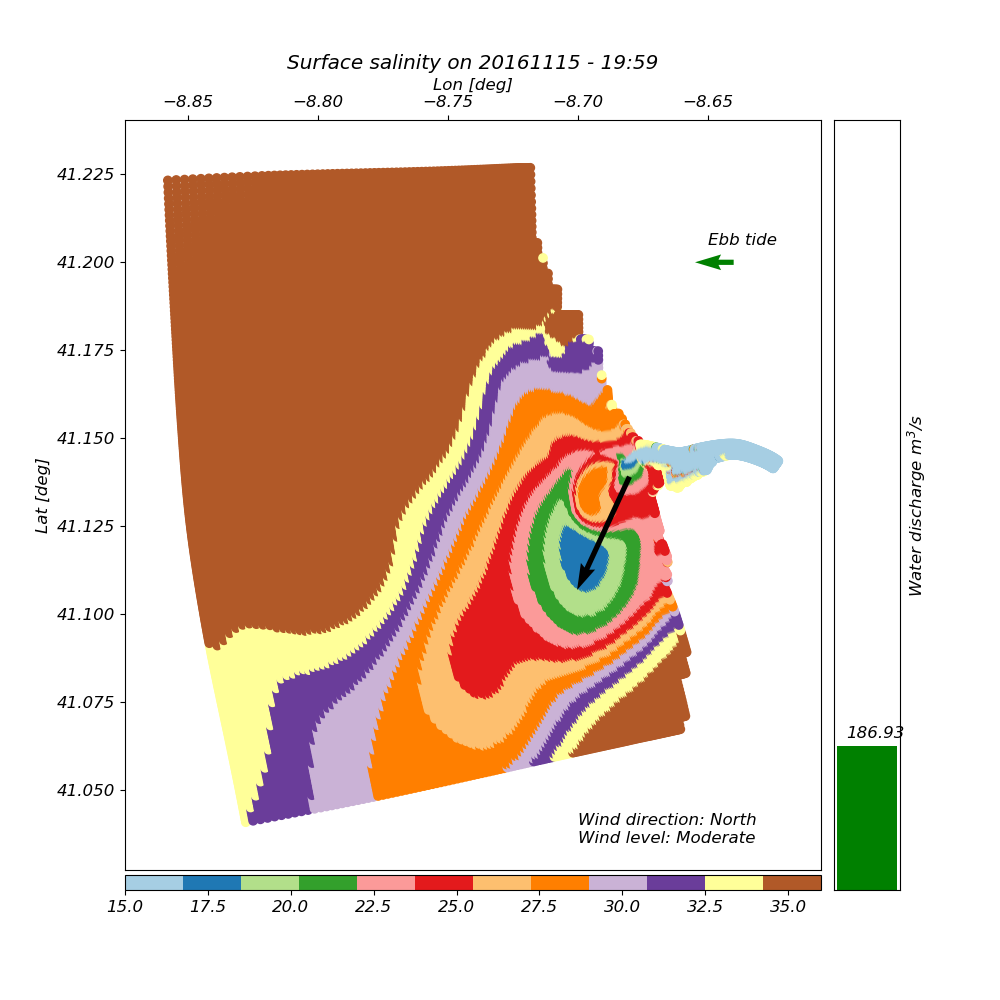 Surface salinity on 20161115 - 19:59
Lon [deg]
−8.85 −8.80 −8.75 −8.70 −8.65
41.225
41.200
41.175
41.150
41.125
41.100
41.075
41.050
Lat [deg]
Ebb tide
Water discharge m³/s
186.93
Wind direction: North
Wind level: Moderate
15.0 17.5 20.0 22.5 25.0 27.5 30.0 32.5 35.0